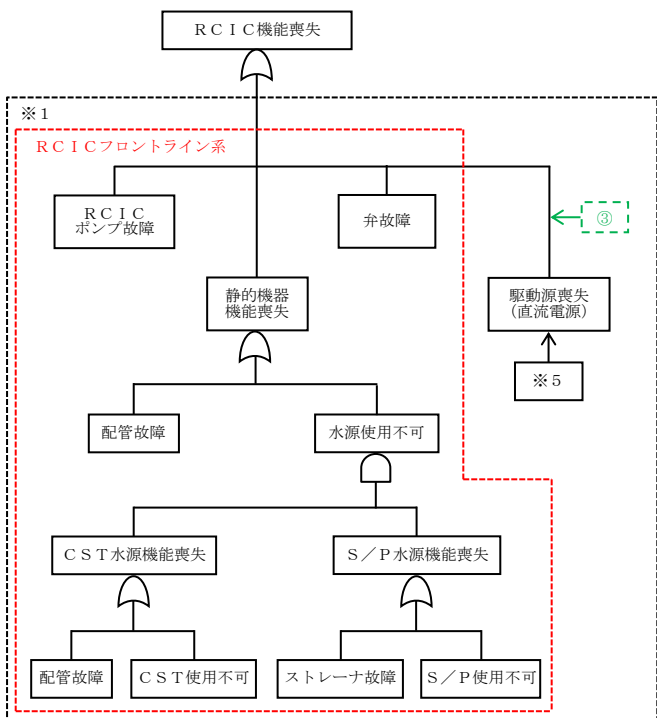 ＲＣＩＣ機能喪失
※１
ＲＣＩＣフロントライン系
ＲＣＩＣ
ポンプ故障
弁故障
③
静的機器
機能喪失
駆動源喪失
（直流電源）
※５
配管故障
水源使用不可
ＣＳＴ水源機能喪失
Ｓ／Ｐ水源機能喪失
配管故障
ＣＳＴ使用不可
ストレーナ故障
Ｓ／Ｐ使用不可